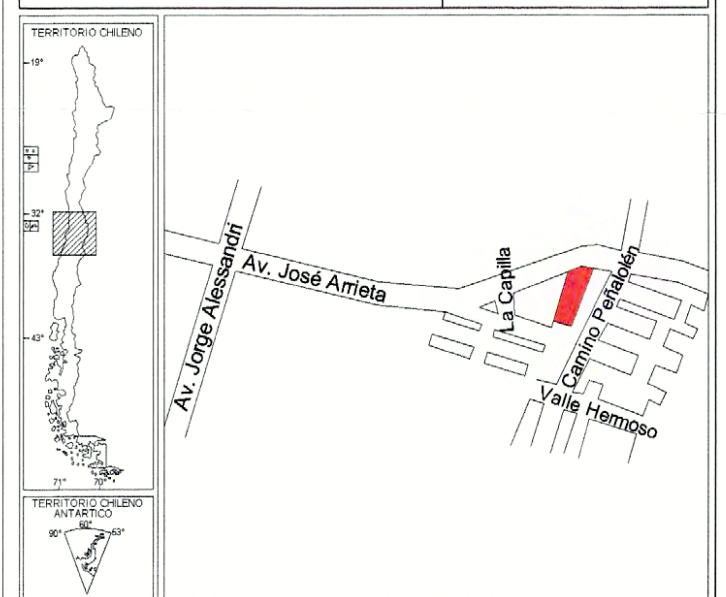 TERRITORIO CHILENO
19°
32°
43°
71° 70°
TERRITORIO CHILENO
ANTARTICO
90° 60° 53°
Av. Jorge Alessandri
Av. José Arrieta
La Capilla
Camino Peñalolén
Valle Hermoso